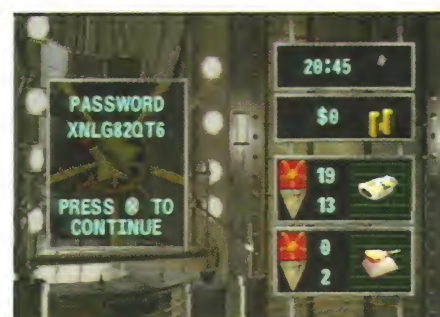 PASSWORD
XNLG82QT6
PRESS ⊗ TO
CONTINUE
20:45
$0
19
13
0
2